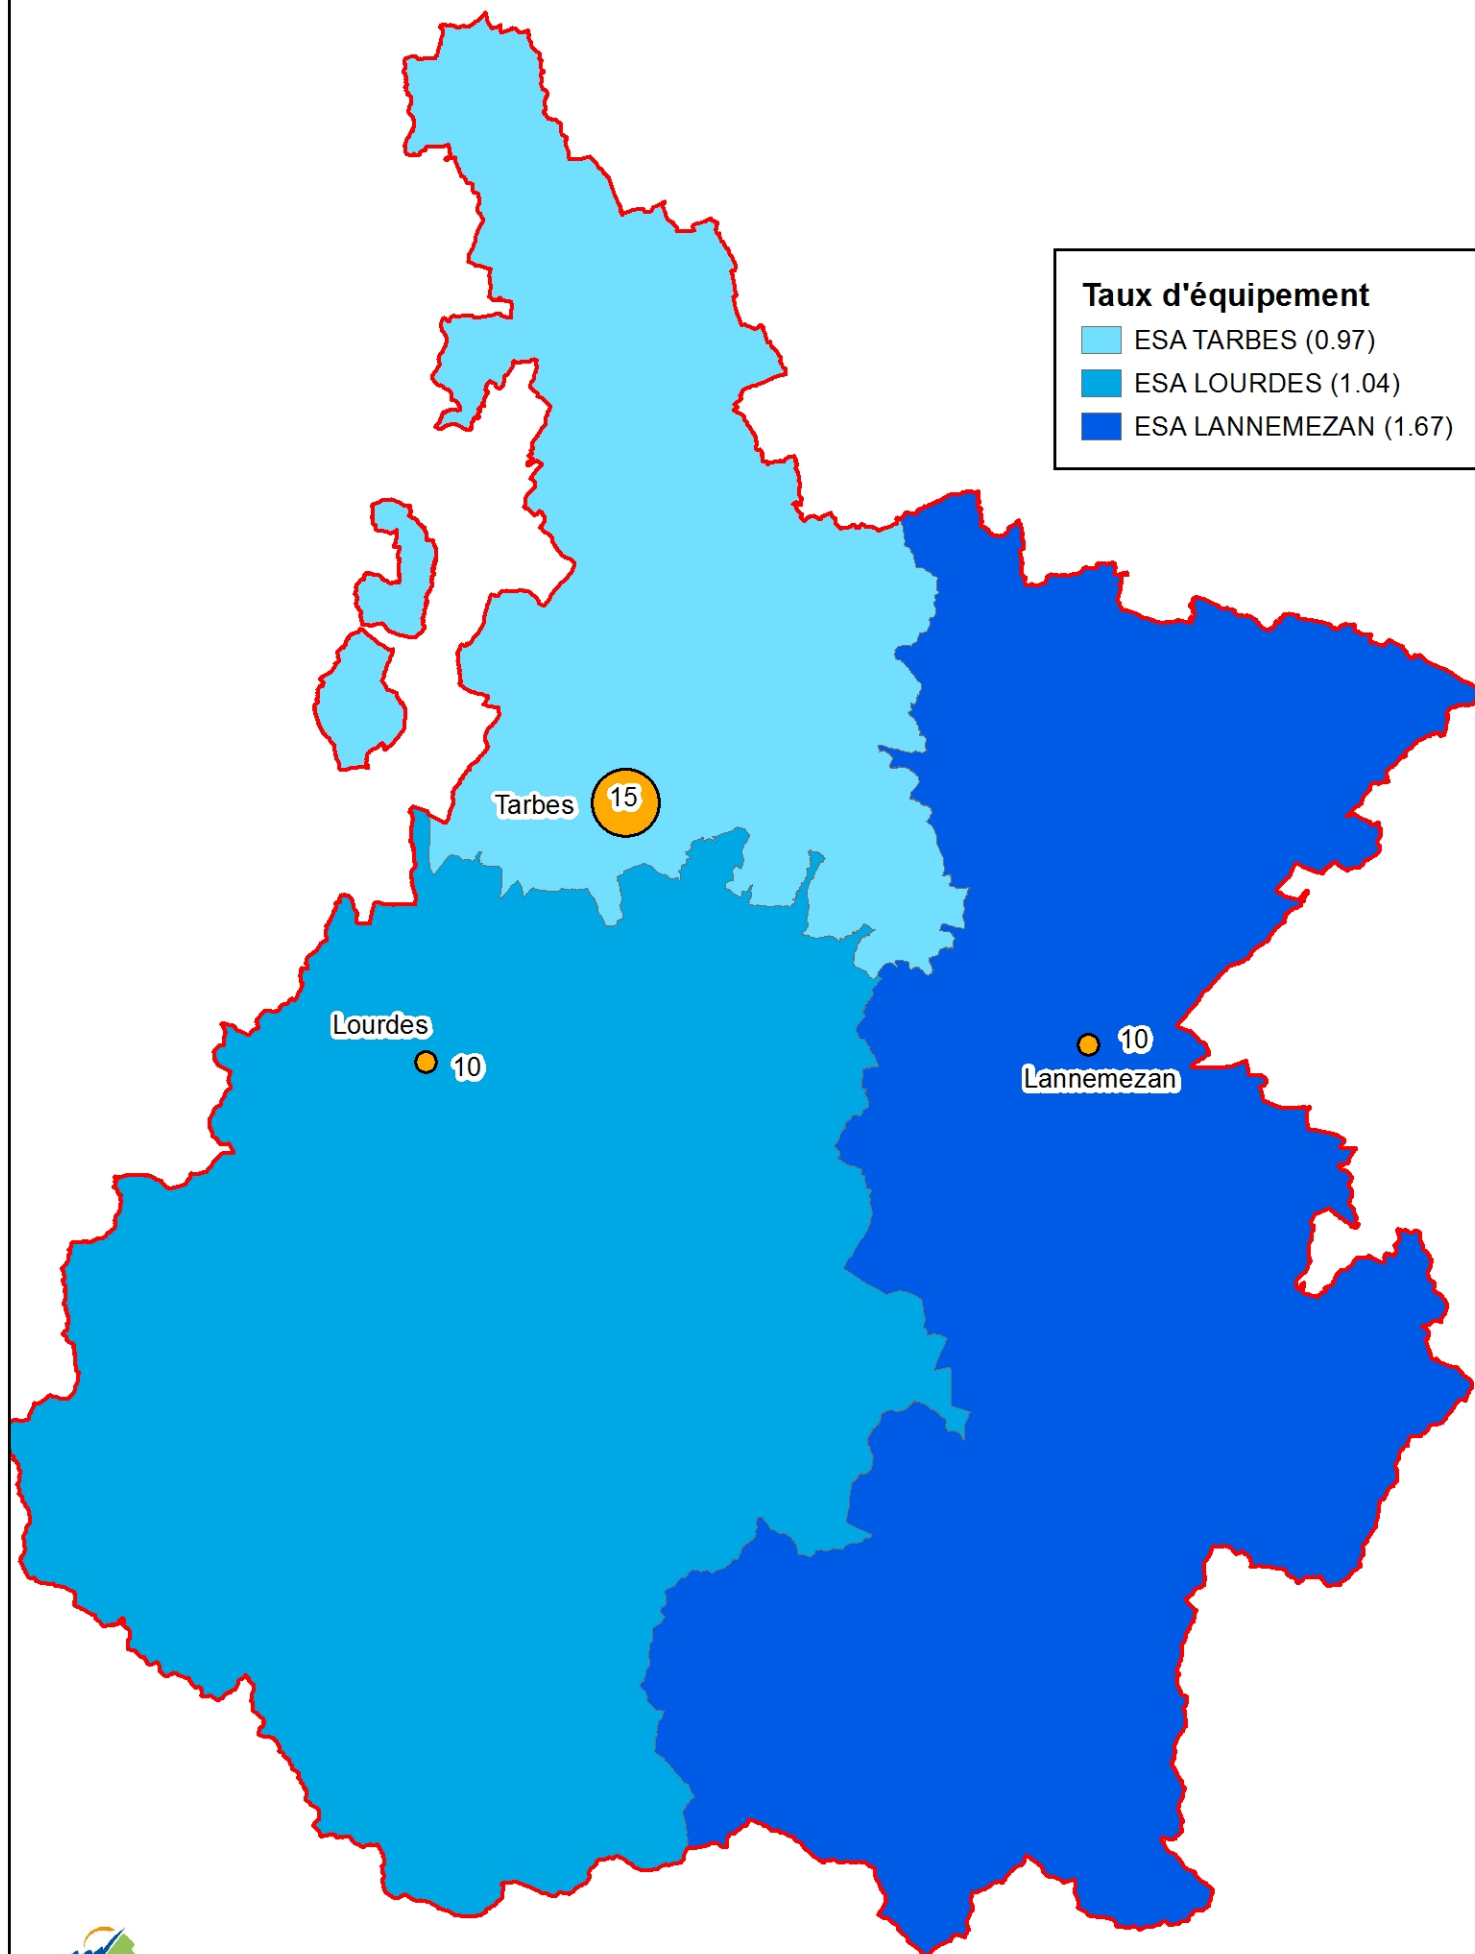 Taux d'équipement
ESA TARBES (0.97)
ESA LOURDES (1.04)
ESA LANNEMEZAN (1.67)
Tarbes
15
Lourdes
10
10
Lannemezan